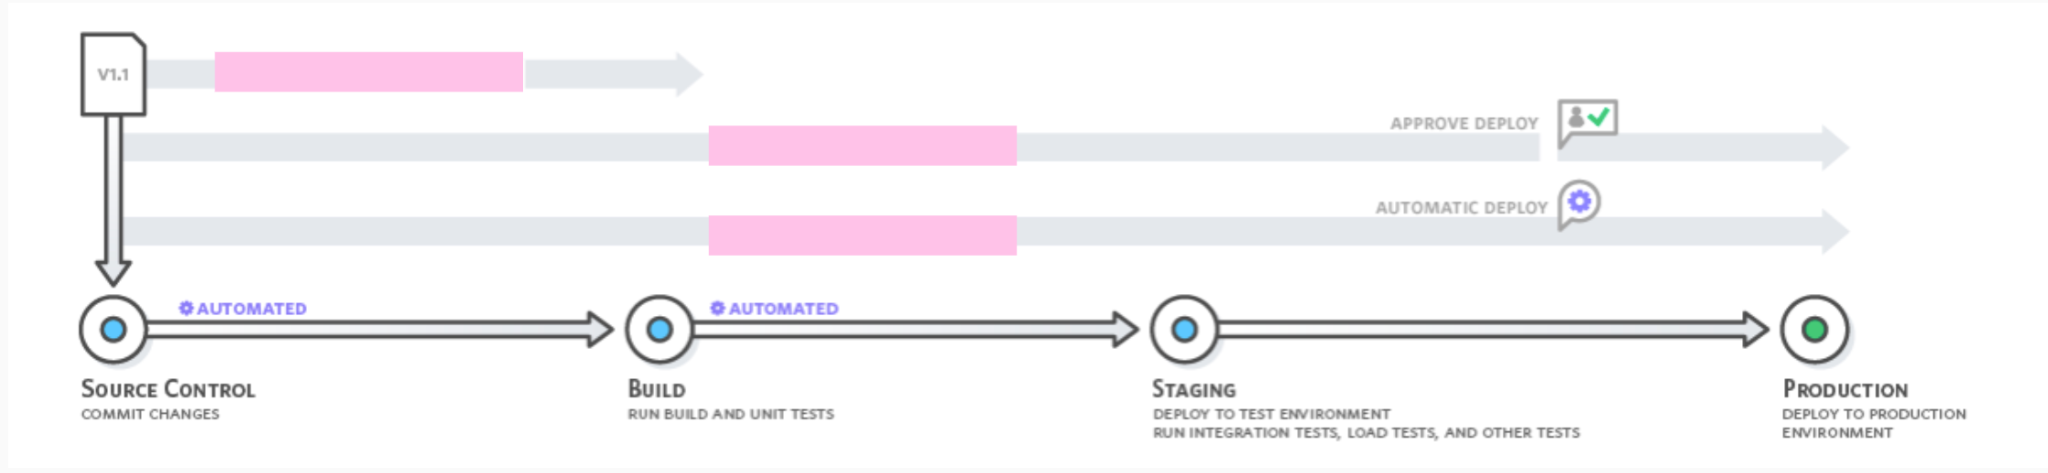 V1.1
APPROVE DEPLOY
AUTOMATIC DEPLOY
AUTOMATED
AUTOMATED
SOURCE CONTROL
COMMIT CHANGES
BUILD
RUN BUILD AND UNIT TESTS
STAGING
DEPLOY TO TEST ENVIRONMENT
RUN INTEGRATION TESTS, LOAD TESTS, AND OTHER TESTS
PRODUCTION
DEPLOY TO PRODUCTION
ENVIRONMENT